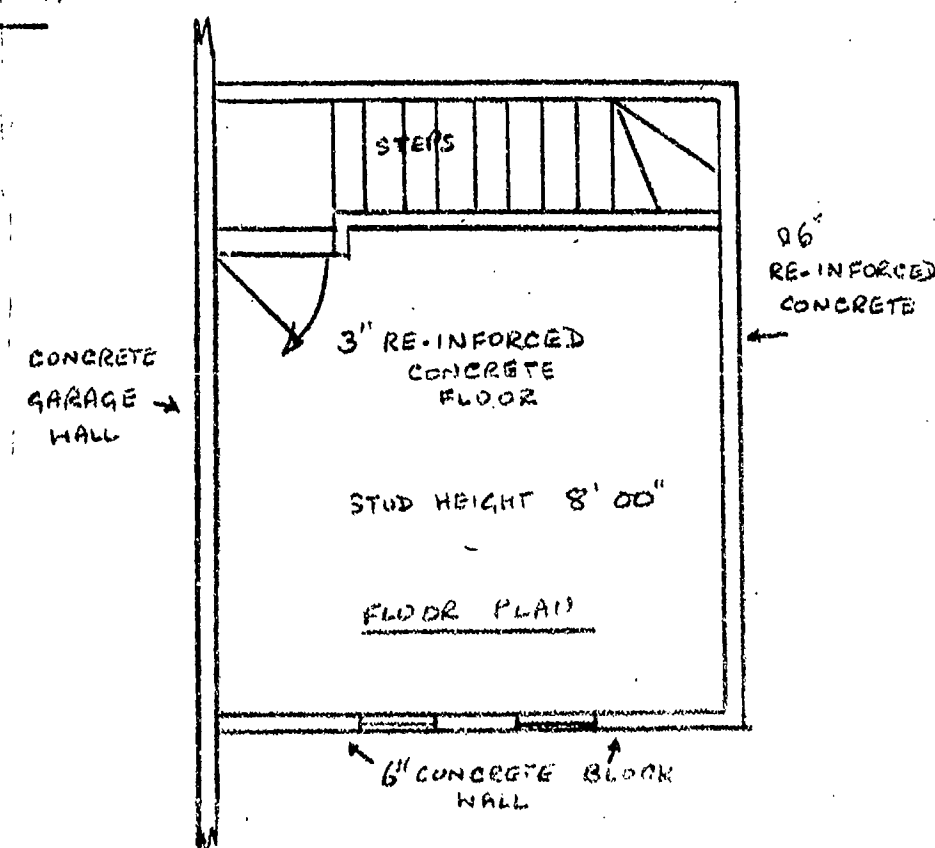 STEPS
06"
RE-INFORCED
CONCRETE
3" RE-INFORCED
CONCRETE
FLOOR
CONCRETE
GARAGE
WALL
STUD HEIGHT 8' 00"
FLOOR PLAN
6" CONCRETE BLOCK
WALL